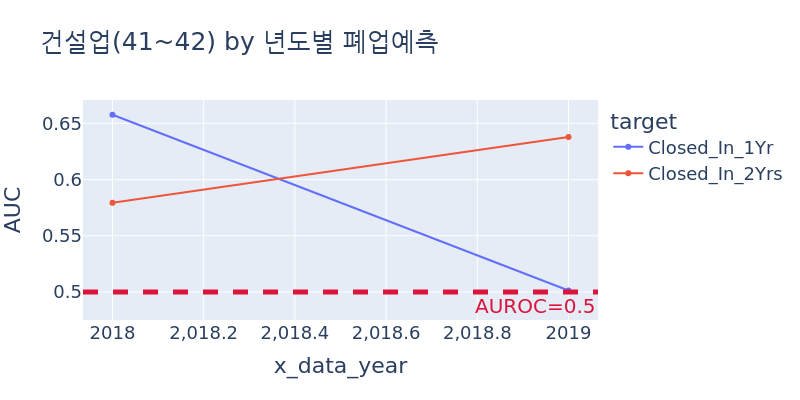 건설업(41~42) by 년도별 폐업예측
AUC
0.65
0.6
0.55
0.5
AUROC=0.5
2018
2,018.2
2,018.4
2,018.6
2,018.8
2019
x_data_year
target
Closed_In_1Yr
Closed_In_2Yrs